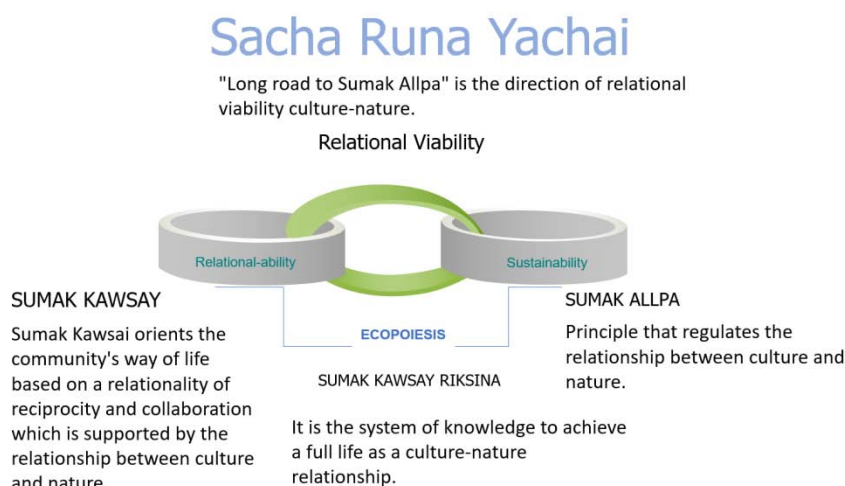 Sacha Runa Yachai
"Long road to Sumak Allpa" is the direction of relational
viability culture-nature.
Relational Viability
Relational-ability
Sustainability
SUMAK KAWSAY
Sumak Kawsai orients the
community's way of life
based on a relationality of
reciprocity and collaboration
which is supported by the
relationship between culture
and nature
ECOPOIESIS
SUMAK KAWSAY RIKSINA
It is the system of knowledge to achieve
a full life as a culture-nature
relationship.
SUMAK ALLPA
Principle that regulates the
relationship between culture and
nature.